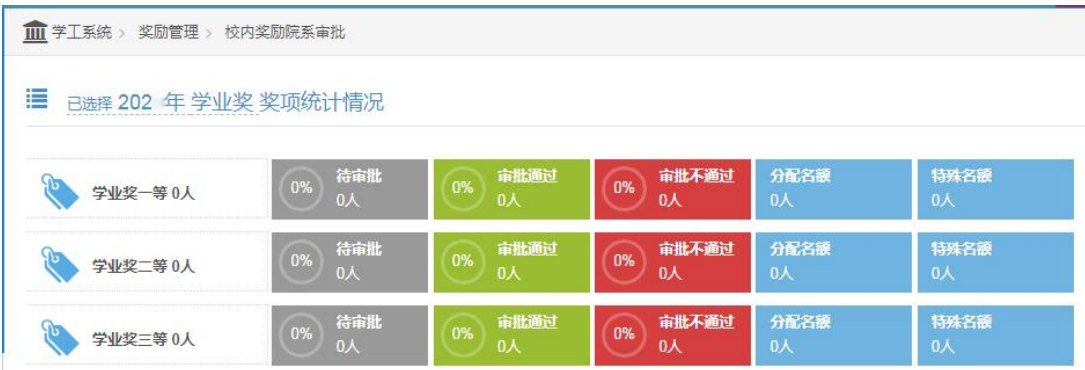 学工系统 > 奖励管理 > 校内奖励院系审批
已选择 202 年 学业奖 奖项统计情况
学业奖一等 0人 0% 待审批 0人 0% 审批通过 0人 0% 审批不通过 0人 分配名额 0人 特殊名额 0人
学业奖二等 0人 0% 待审批 0人 0% 审批通过 0人 0% 审批不通过 0人 分配名额 0人 特殊名额 0人
学业奖三等 0人 0% 待审批 0人 0% 审批通过 0人 0% 审批不通过 0人 分配名额 0人 特殊名额 0人